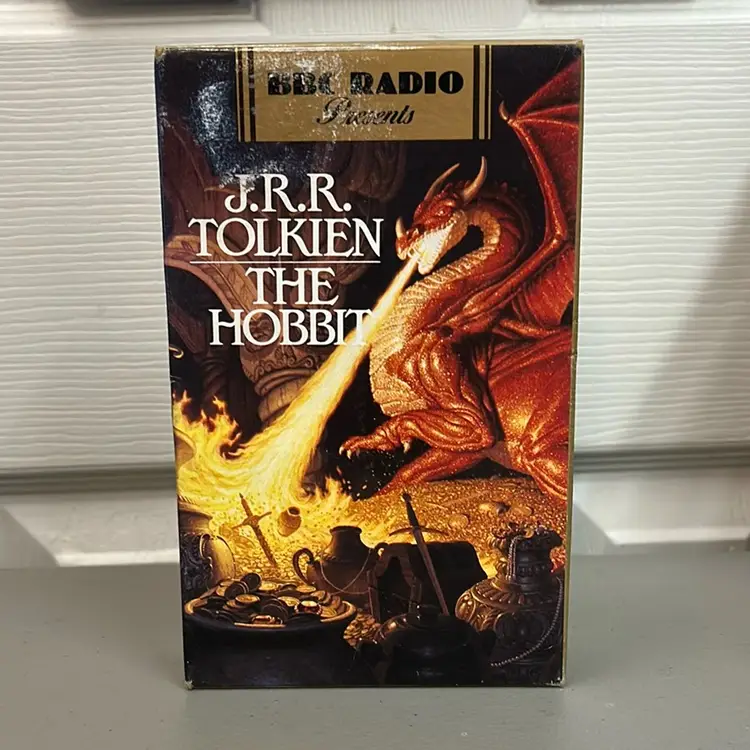 BBC RADIO
Presents
J.R.R.
TOLKIEN
THE
HOBBIT